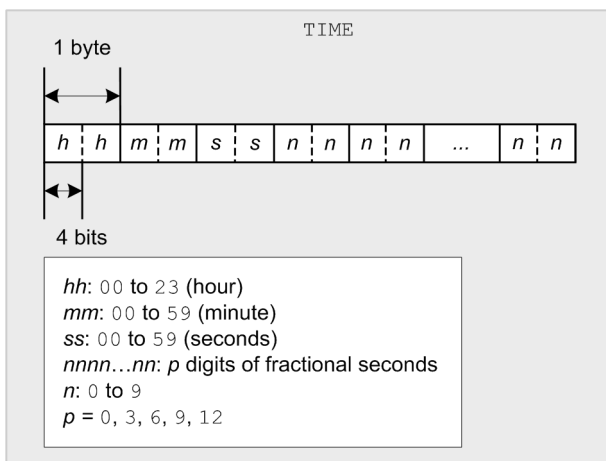 TIME
1 byte
h h m m s s n n n n ... n n
4 bits
hh: 00 to 23 (hour)
mm: 00 to 59 (minute)
ss: 00 to 59 (seconds)
nnnn...nn: p digits of fractional seconds
n: 0 to 9
p = 0, 3, 6, 9, 12